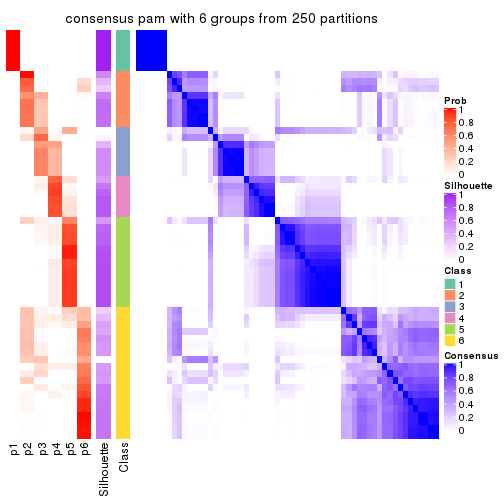 consensus pam with 6 groups from 250 partitions
Prob
1
0.8
0.6
0.4
0.2
0
Silhouette
1
0.8
0.6
0.4
0.2
0
Class
1
2
3
4
5
6
Consensus
1
0.8
0.6
0.4
0.2
0
p1
p2
p3
p4
p5
p6
Silhouette
Class